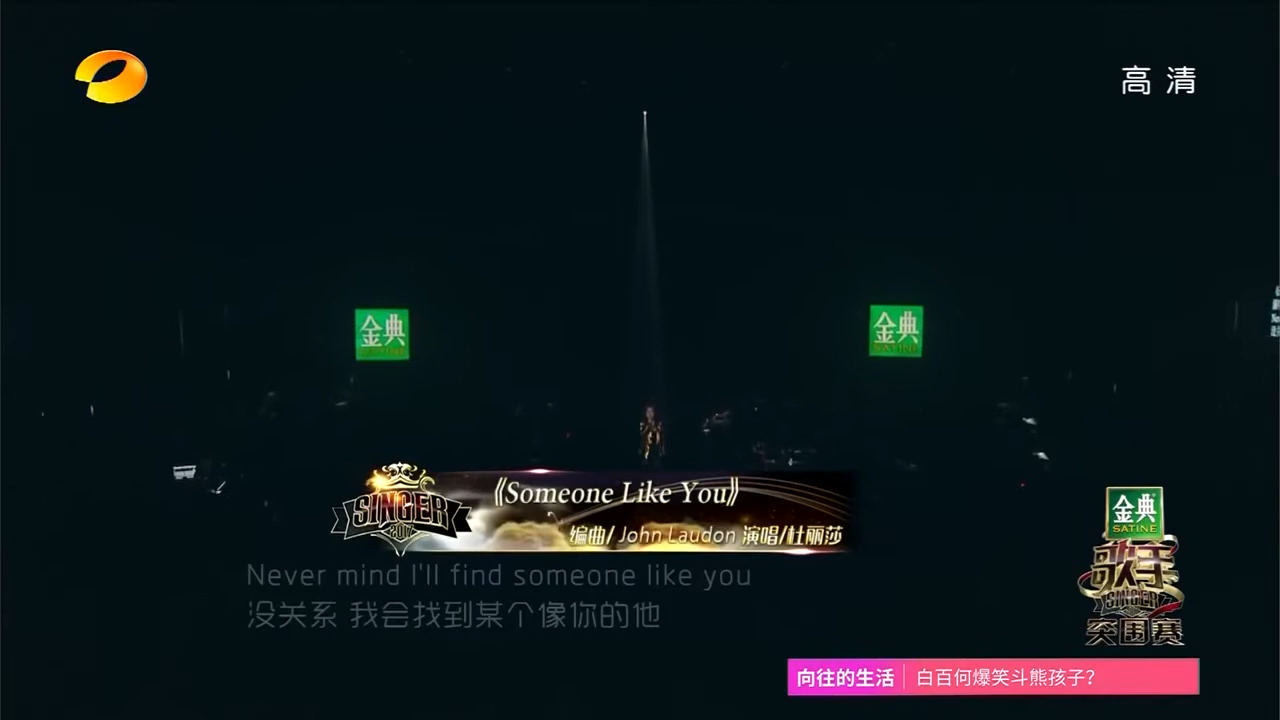 高清
金典
SATINE
金典
SATINE
SINGER
2017
《Someone Like You》
编曲/John Laudon 演唱/杜丽莎
Never mind I'll find someone like you
没关系 我会找到某个像你的他
金典
SATINE
歌手
SINGER
突围赛
向往的生活
白百何爆笑斗熊孩子？